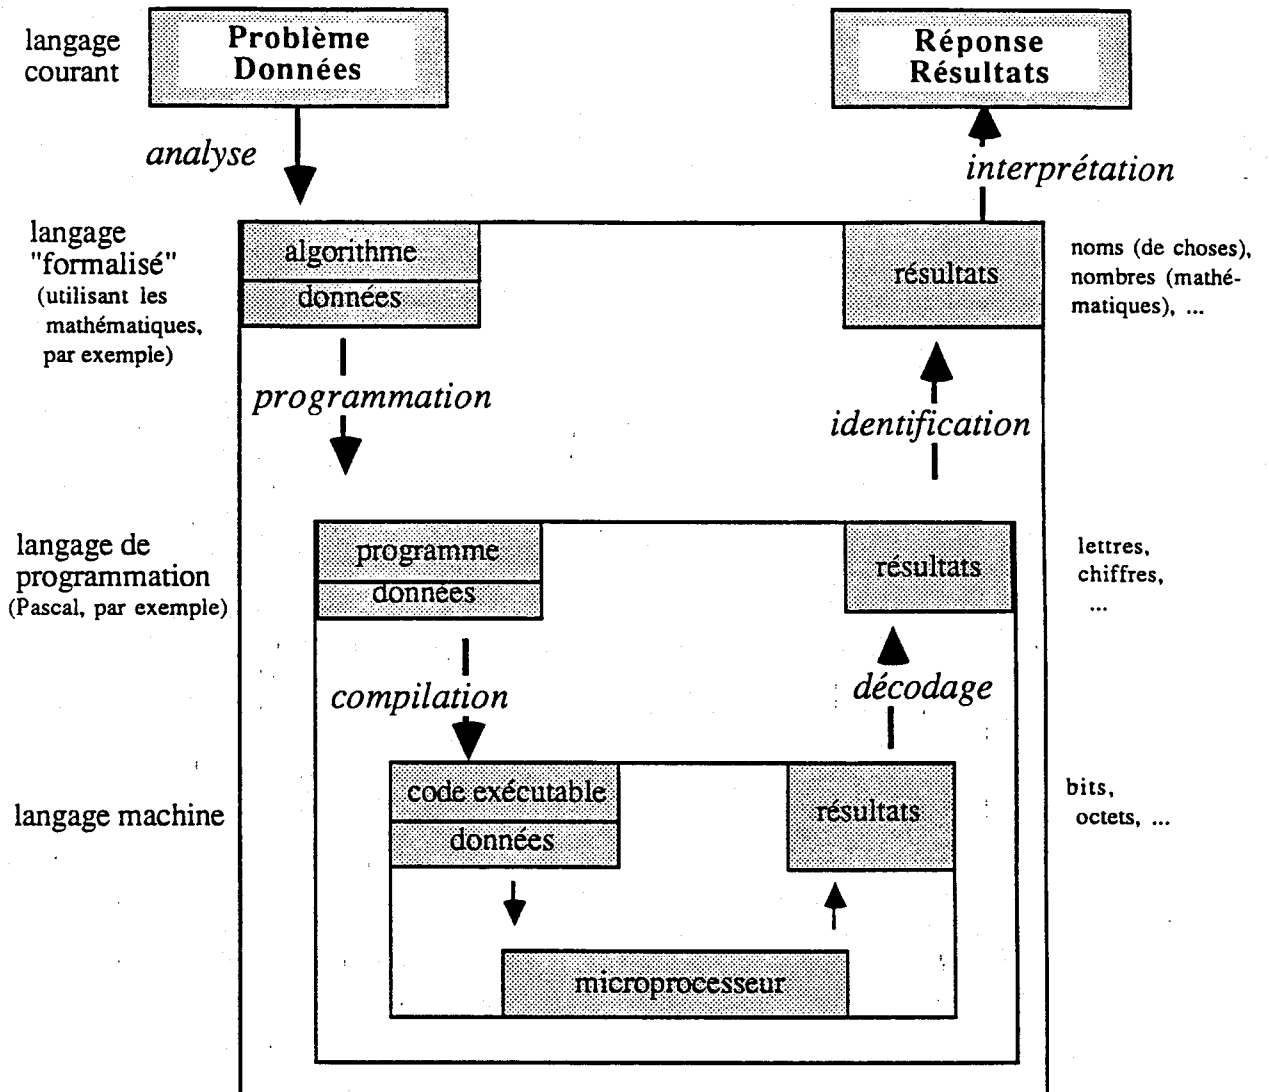 langage
courant
Problème
Données
Réponse
Résultats
analyse
interprétation
langage
"formalisé"
(utilisant les
mathématiques,
par exemple)
algorithme
données
résultats
noms (de choses),
nombres (mathé-
matiques), ...
programmation
identification
langage de
programmation
(Pascal, par exemple)
programme
données
résultats
lettres,
chiffres,
...
compilation
décodage
langage machine
code exécutable
données
résultats
bits,
octets, ...
microprocesseur